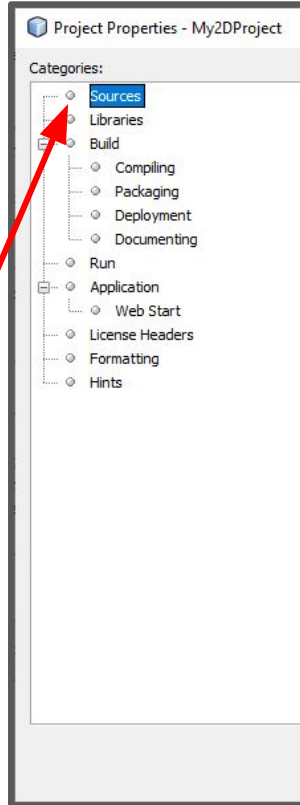 Project Properties - My2DProject
Categories:
Sources
Libraries
Build
Compiling
Packaging
Deployment
Documenting
Run
Application
Web Start
License Headers
Formatting
Hints